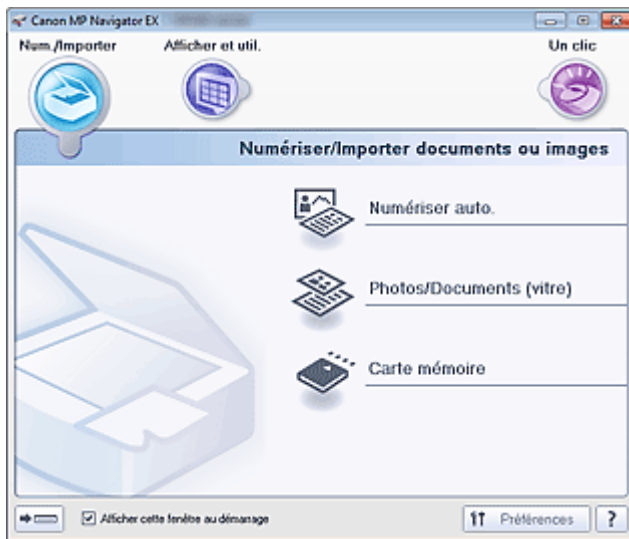 Canon MP Navigator EX
Num./Importer
Afficher et util.
Un clic
Numériser/Importer documents ou images
Numériser auto.
Photos/Documents (vitre)
Carte mémoire
Afficher cette fenêtre au démarrage
Préférences
?